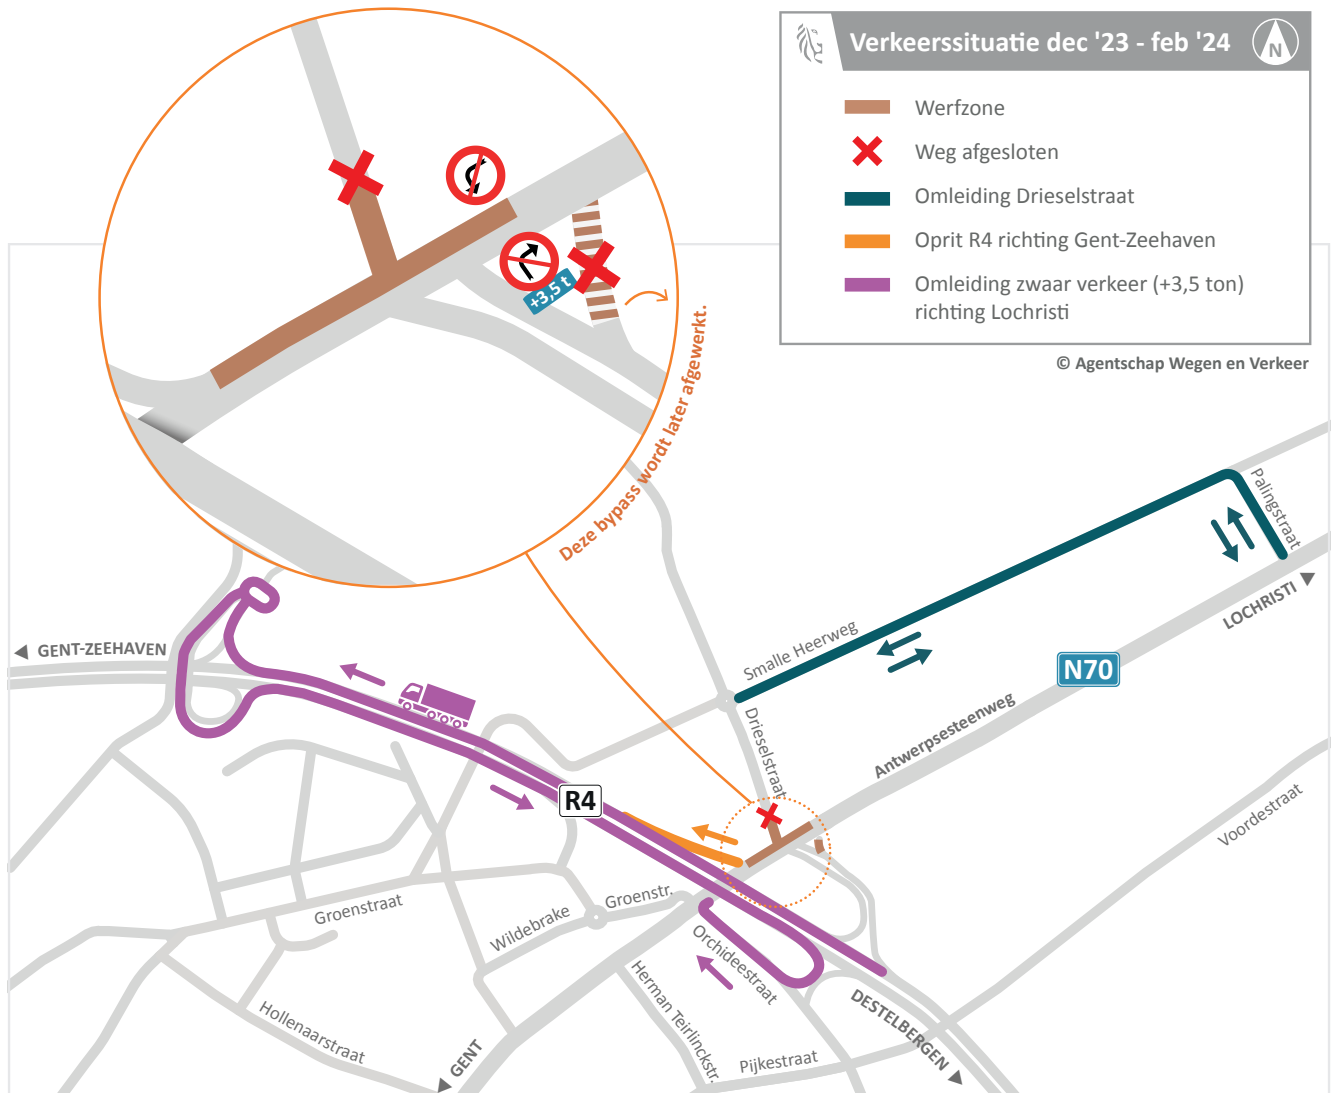 Verkeerssituatie dec '23 - feb '24
N
Werfzone
Weg afgesloten
Omleiding Drieselstraat
Oprit R4 richting Gent-Zeehaven
Omleiding zwaar verkeer (+3,5 ton)
richting Lochristi
© Agentschap Wegen en Verkeer
+3,5 t
Deze bypass wordt later afgewerkt.
Palingstraat
LOCHRISTI
GENT-ZEEHAVEN
Smalle Heerweg
N70
Drieselstraat
Antwerpsesteenweg
R4
Voordestraat
Groenstraat
Groenstr.
Wildebrake
Orchideestraat
Herman Teirlinckstr.
Hollenaarstraat
DESTELBERGEN
GENT
Pijkestraat